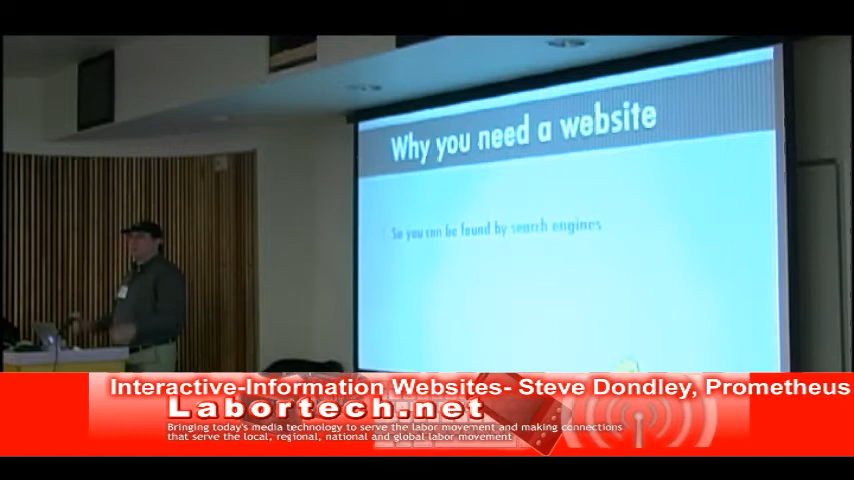 Why you need a website
So you can be found by search engines
Interactive-Information Websites- Steve Dondley, Prometheus
Labortech.net
Bringing today's media technology to serve the labor movement and making connections
that serve the local, regional, national and global labor movement